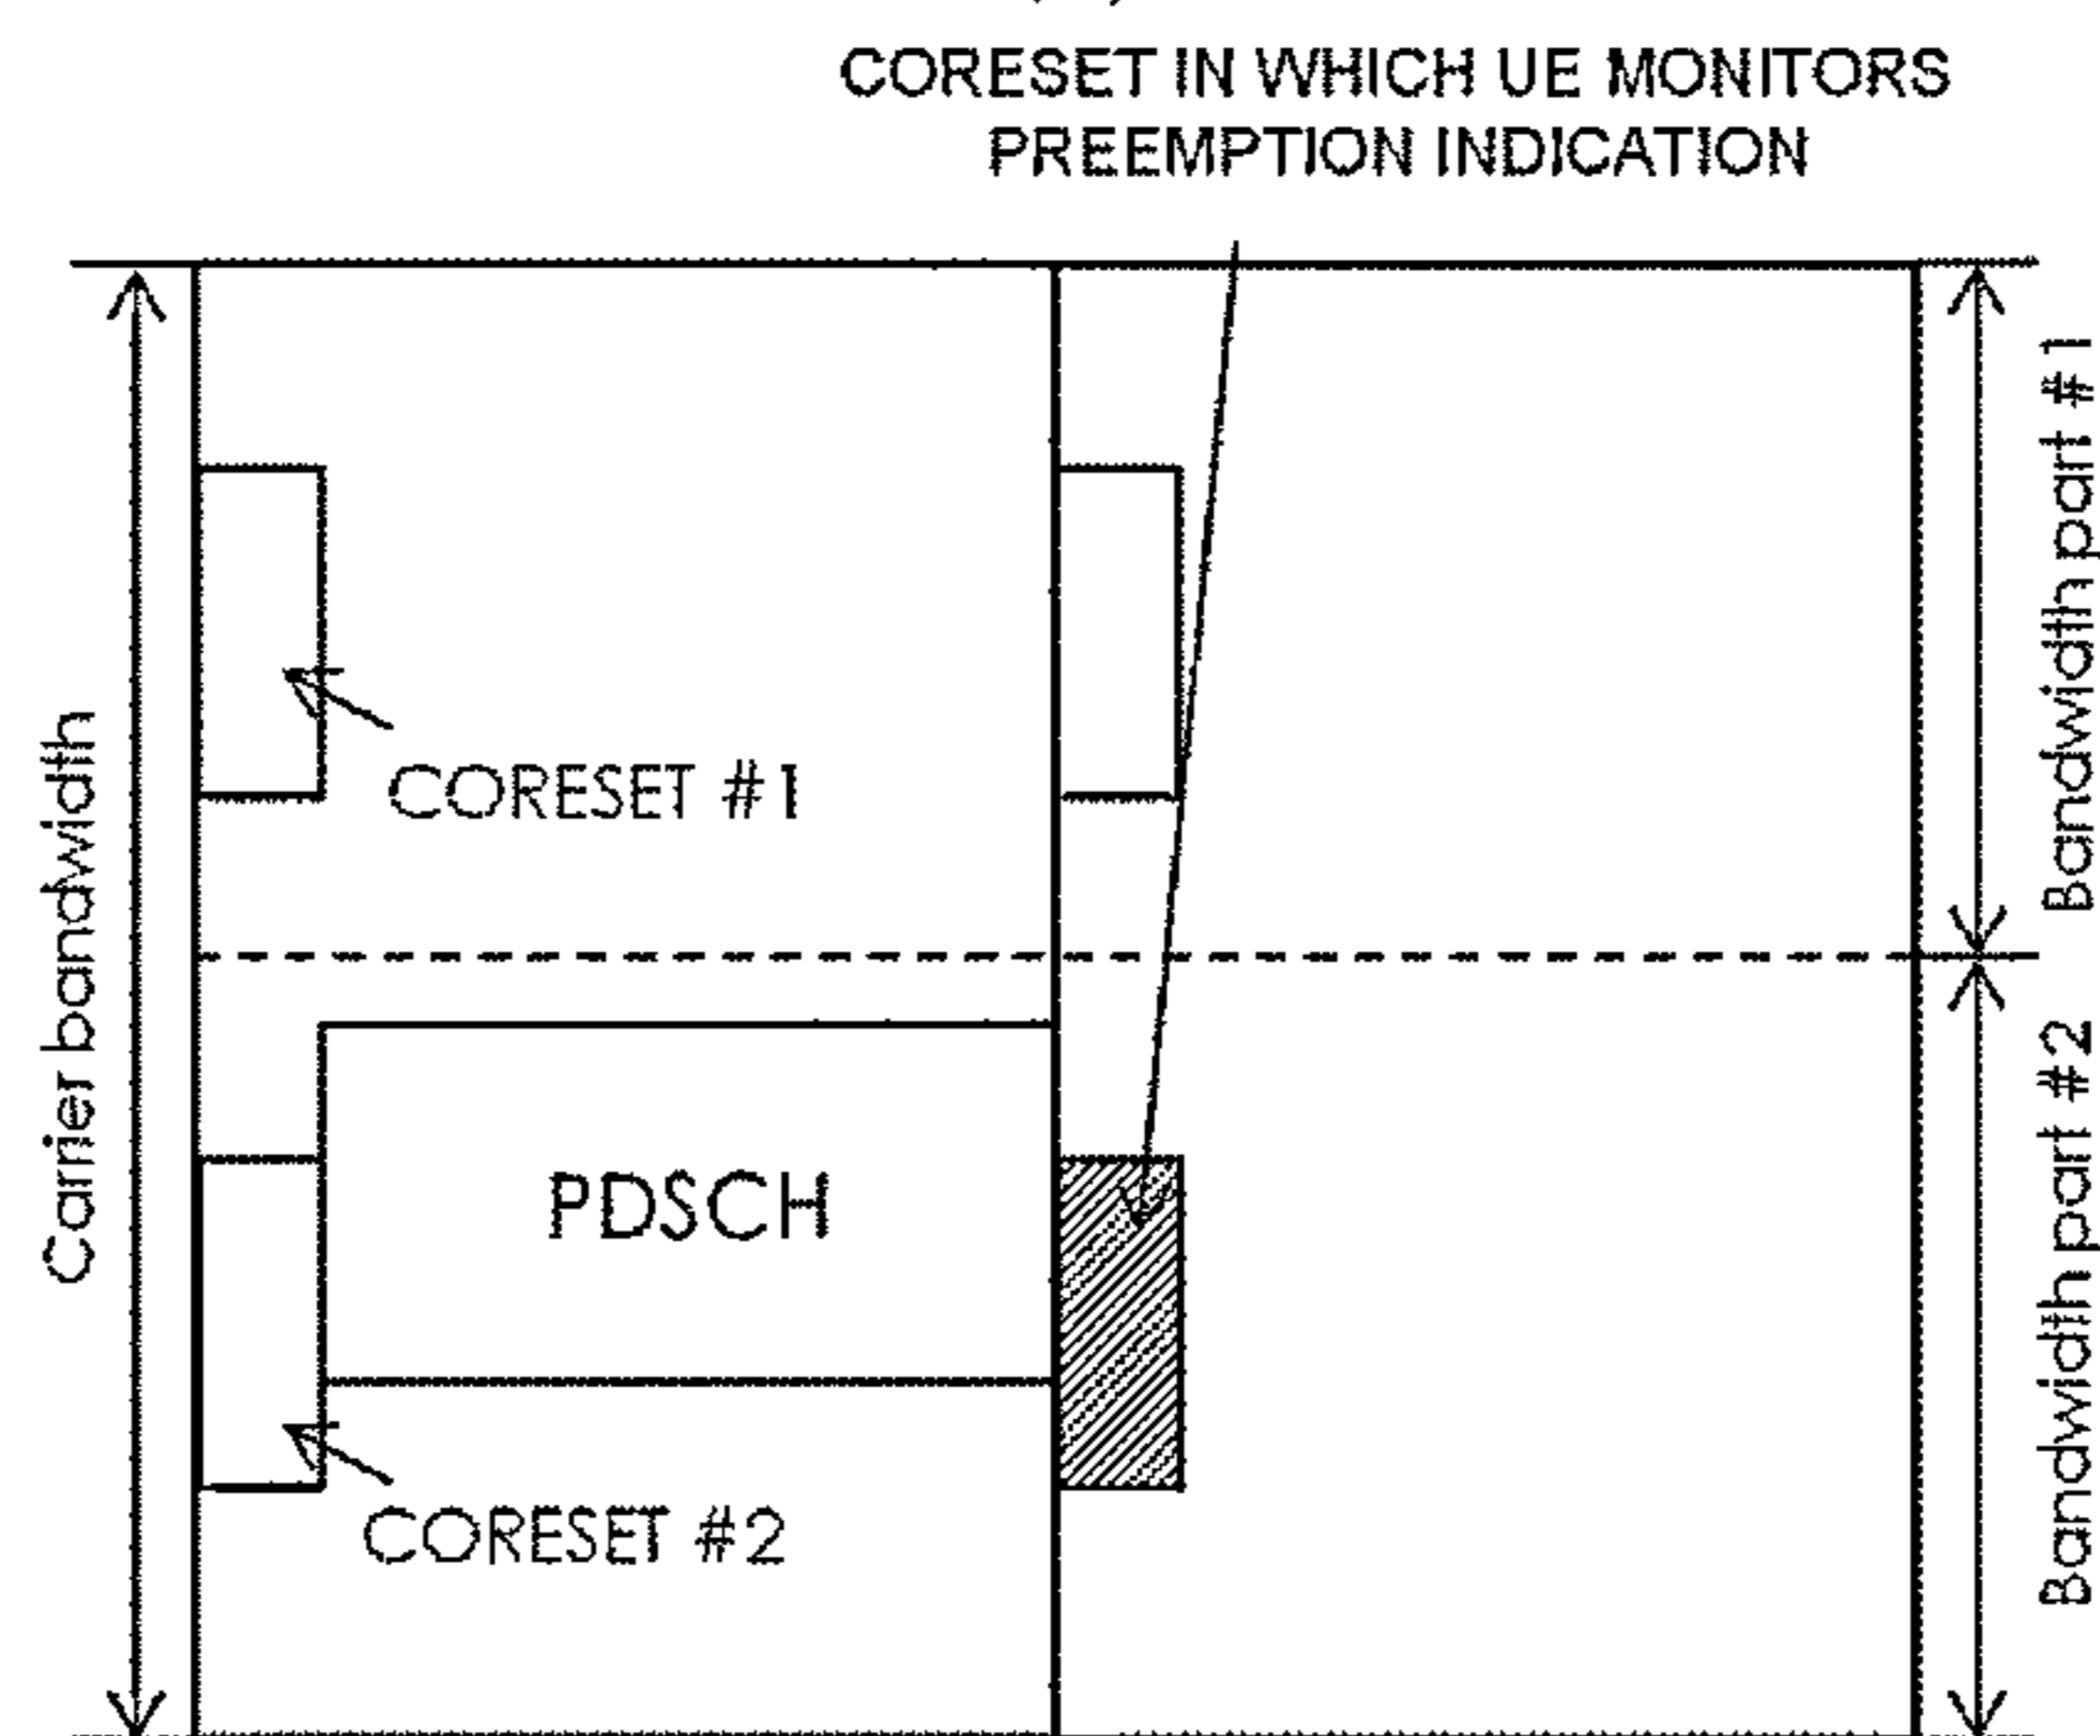 CORESET IN WHICH UE MONITORS
PREEMPTION INDICATION
Carrier bandwidth
CORESET #1
Bandwidth part #1
PDSCH
CORESET #2
Bandwidth part #2